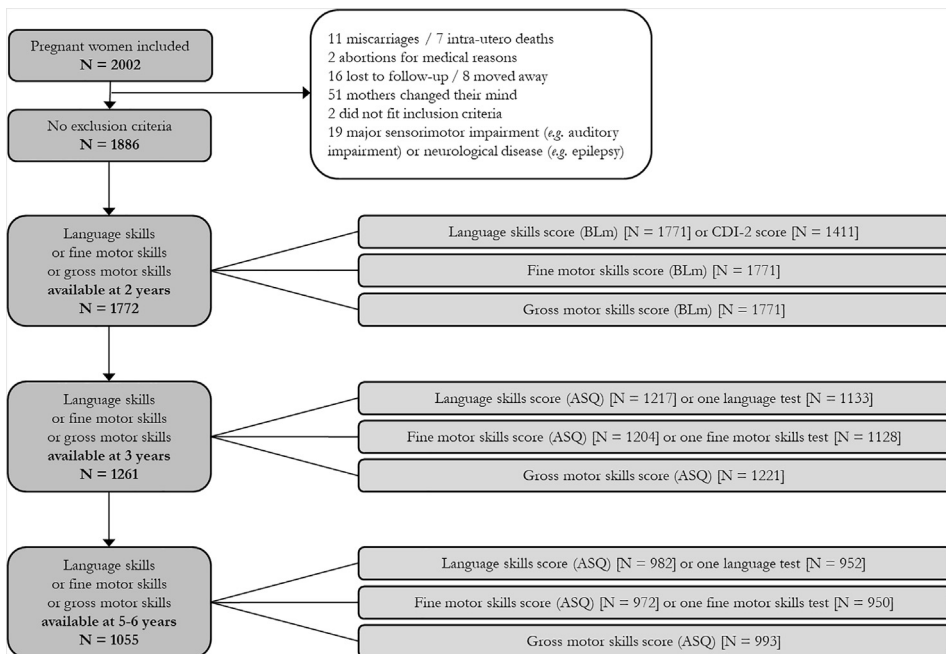 Pregnant women included
N = 2002
11 miscarriages / 7 intra-utero deaths
2 abortions for medical reasons
16 lost to follow-up / 8 moved away
51 mothers changed their mind
2 did not fit inclusion criteria
19 major sensorimotor impairment (e.g. auditory
impairment) or neurological disease (e.g. epilepsy)
No exclusion criteria
N = 1886
Language skills
or fine motor skills
or gross motor skills
available at 2 years
N = 1772
Language skills score (BLm) [N = 1771] or CDI-2 score [N = 1411]
Fine motor skills score (BLm) [N = 1771]
Gross motor skills score (BLm) [N = 1771]
Language skills
or fine motor skills
or gross motor skills
available at 3 years
N = 1261
Language skills score (ASQ) [N = 1217] or one language test [N = 1133]
Fine motor skills score (ASQ) [N = 1204] or one fine motor skills test [N = 1128]
Gross motor skills score (ASQ) [N = 1221]
Language skills
or fine motor skills
or gross motor skills
available at 5-6 years
N = 1055
Language skills score (ASQ) [N = 982] or one language test [N = 952]
Fine motor skills score (ASQ) [N = 972] or one fine motor skills test [N = 950]
Gross motor skills score (ASQ) [N = 993]